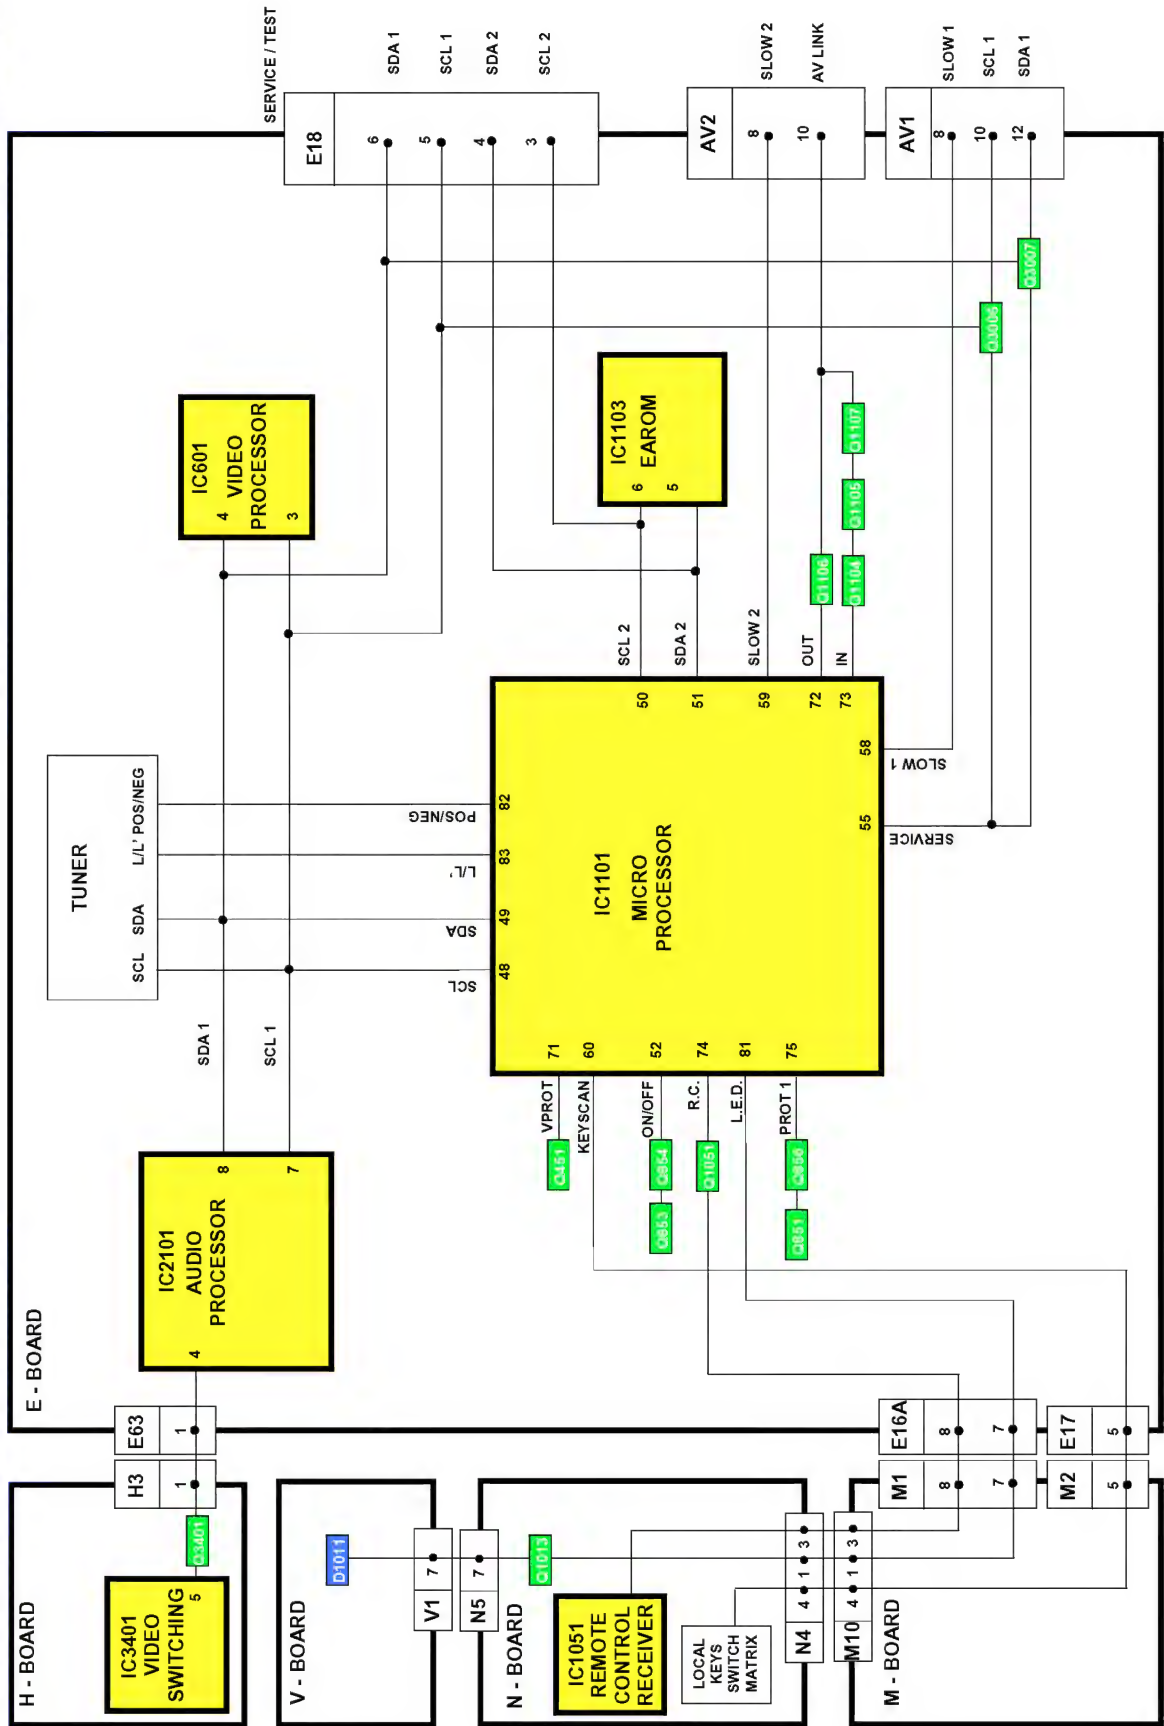 H - BOARD
IC3401
VIDEO
SWITCHING
5
Q3401
H3
1
E63
1
E - BOARD
IC2101
AUDIO
PROCESSOR
4
8
7
SDA 1
SCL 1
TUNER
SCL
SDA
L/L'
POS/NEG
IC601
VIDEO
PROCESSOR
4
3
SERVICE / TEST
E18
6
5
4
3
SDA 1
SCL 1
SDA 2
SCL 2
AV2
8
10
SLOW 2
AV LINK
AV1
8
10
12
SLOW 1
SCL 1
SDA 1
Q3007
Q3006
IC1103
EAROM
6
5
Q1107
Q1105
Q1104
Q1106
SCL 2
SDA 2
SLOW 2
OUT
IN
50
51
59
72
73
58
SLOW 1
55
SERVICE
IC1101
MICRO
PROCESSOR
48
49
83
82
SCL
SDA
L/L'
POS/NEG
71
60
52
74
81
75
VPROT
KEYSCAN
ON/OFF
R.C.
L.E.D.
PROT 1
Q451
Q854
Q853
Q1051
Q856
Q851
V - BOARD
D1011
V1
7
N5
7
N - BOARD
Q1013
IC1051
REMOTE
CONTROL
RECEIVER
LOCAL
KEYS
SWITCH
MATRIX
N4
4
1
3
M10
4
1
3
M - BOARD
M1
8
7
E16A
8
7
M2
5
E17
5